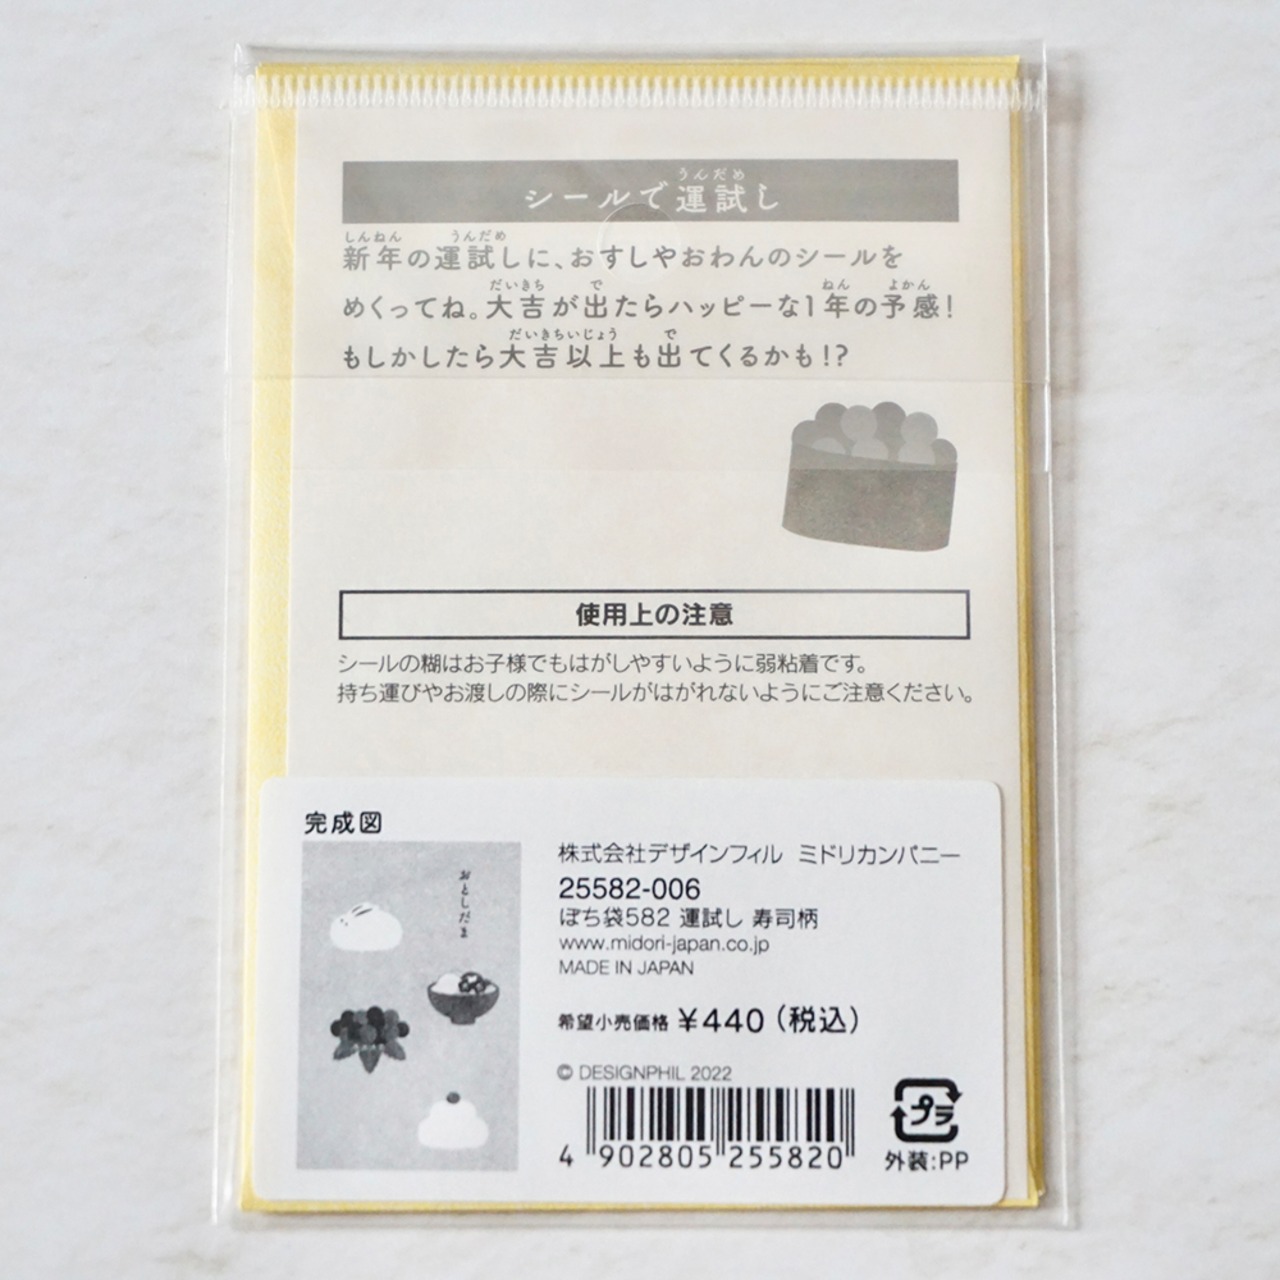 シールで運試し
うんだめ
新年の運試しに、おすしやおわんのシールを
しんねん うんだめ
めくってね。大吉が出たらハッピーな1年の予感!
だいきち で ねん よかん
もしかしたら大吉以上も出てくるかも!?
だいきちいじょう で
使用上の注意
シールの糊はお子様でもはがしやすいように弱粘着です。
持ち運びやお渡しの際にシールがはがれないようにご注意ください。
完成図
おとしだま
株式会社デザインフィル ミドリカンパニー
25582-006
ぽち袋582 運試し 寿司柄
www.midori-japan.co.jp
MADE IN JAPAN
希望小売価格 ¥440(税込)
© DESIGNPHIL 2022
4 902805 255820
プラ
外装:PP